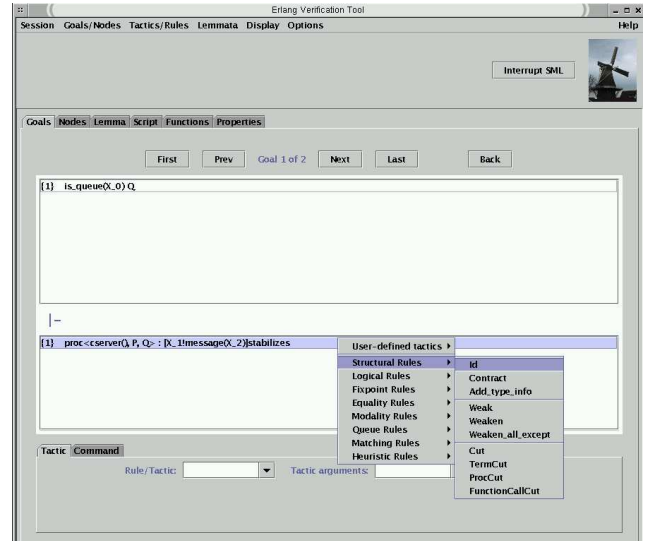 Erlang Verification Tool
Session Goals/Nodes Tactics/Rules Lemmata Display Options Help
Interrupt SML
Goals Nodes Lemma Script Functions Properties
First Prev Goal 1 of 2 Next Last Back
{1} is_queue(X_0) Q
|-
{1} proc<cserver(), P, Q> : [X_1!message(X_2)]stabilizes
User-defined tactics
Structural Rules
Logical Rules
Fixpoint Rules
Equality Rules
Modality Rules
Queue Rules
Matching Rules
Heuristic Rules
Id
Contract
Add_type_info
Weak
Weaken
Weaken_all_except
Cut
TermCut
ProcCut
FunctionCallCut
Tactic Command
Rule/Tactic: Tactic arguments: